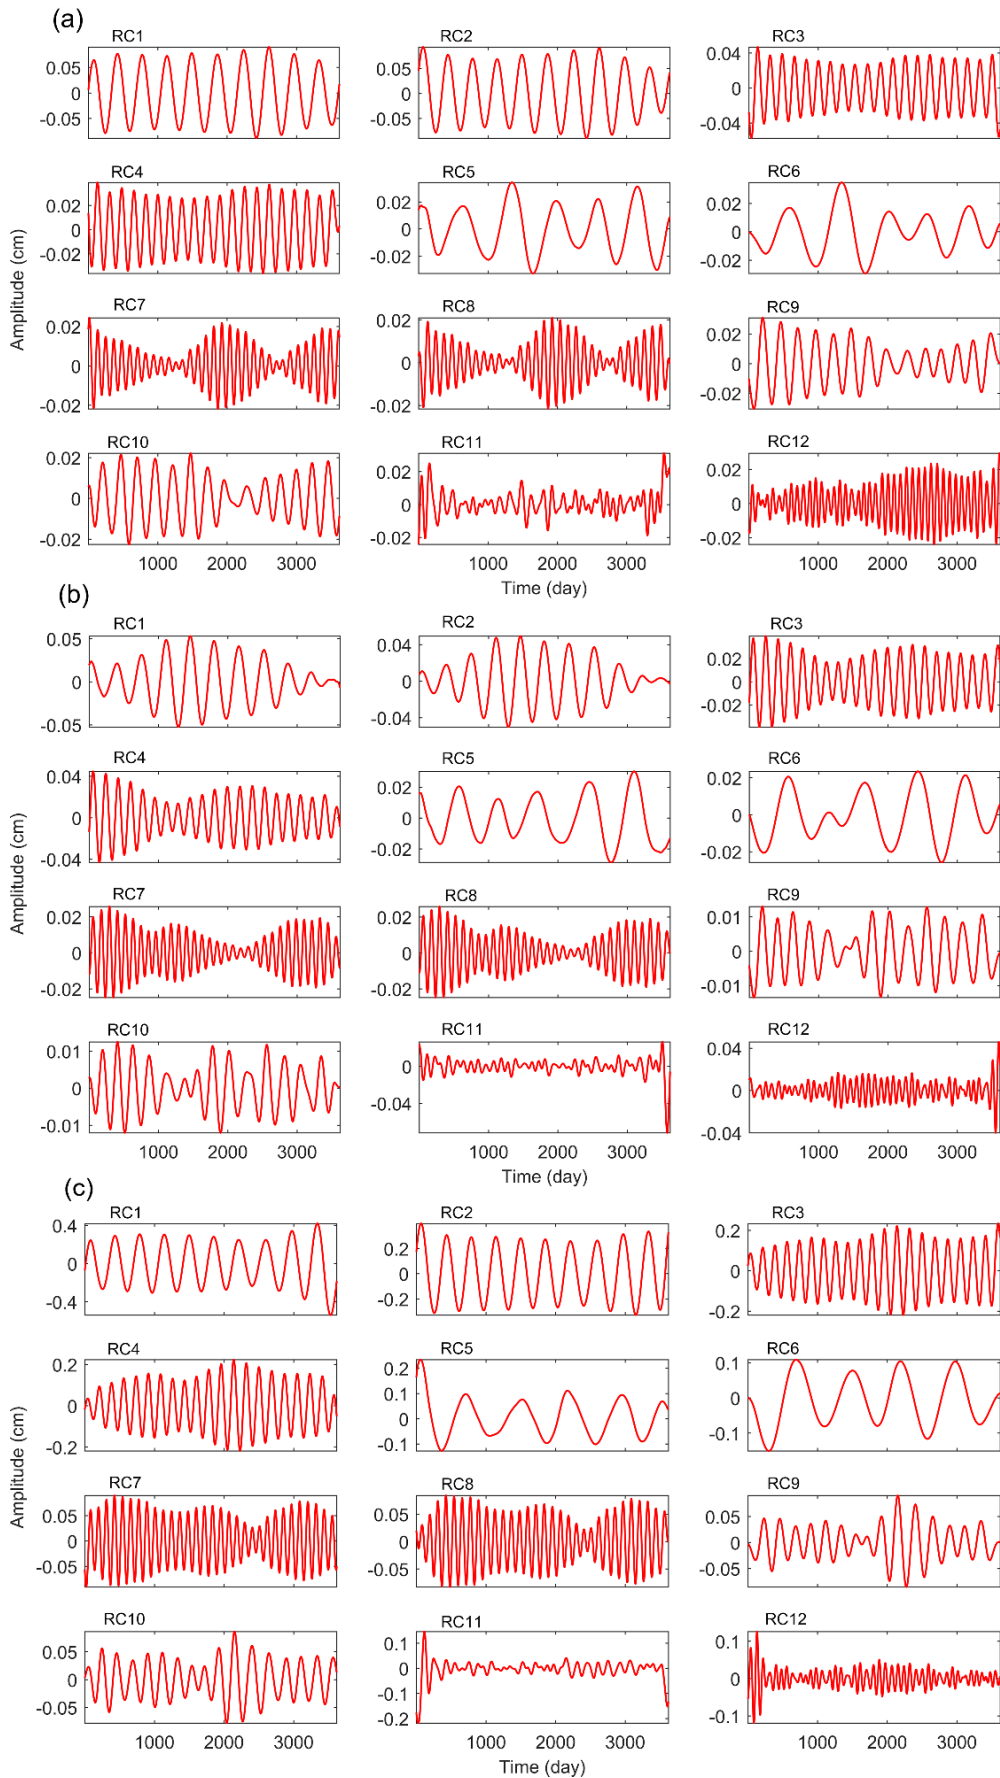 (a)
RC1 RC2 RC3
0.05 0.05 0.04
0 0 0
-0.05 -0.05 -0.04
RC4 RC5 RC6
0.02 0.02 0.02
0 0 0
-0.02 -0.02 -0.02
RC7 RC8 RC9
0.02 0.02 0.02
0 0 0
-0.02 -0.02 -0.02
RC10 RC11 RC12
0.02 0.02 0.02
0 0 0
-0.02 -0.02 -0.02
1000 2000 3000 1000 2000 3000 1000 2000 3000
Amplitude (cm)
Time (day)
(b)
RC1 RC2 RC3
0.05 0.04 0.02
0 0 0
-0.05 -0.04 -0.02
RC4 RC5 RC6
0.04 0.02 0.02
0 0 0
-0.04 -0.02 -0.02
RC7 RC8 RC9
0.02 0.02 0.01
0 0 0
-0.02 -0.02 -0.01
RC10 RC11 RC12
0.01 0 0.04
0 -0.04 0
-0.01 -0.04
1000 2000 3000 1000 2000 3000 1000 2000 3000
Amplitude (cm)
Time (day)
(c)
RC1 RC2 RC3
0.4 0.2 0.2
0 0 0
-0.4 -0.2 -0.2
RC4 RC5 RC6
0.2 0.2 0.1
0 0.1 0
-0.2 0 -0.1
-0.1
RC7 RC8 RC9
0.05 0.05 0.05
0 0 0
-0.05 -0.05 -0.05
RC10 RC11 RC12
0.05 0.1 0.1
0 0 0
-0.05 -0.1 -0.1
-0.2
1000 2000 3000 1000 2000 3000 1000 2000 3000
Amplitude (cm)
Time (day)